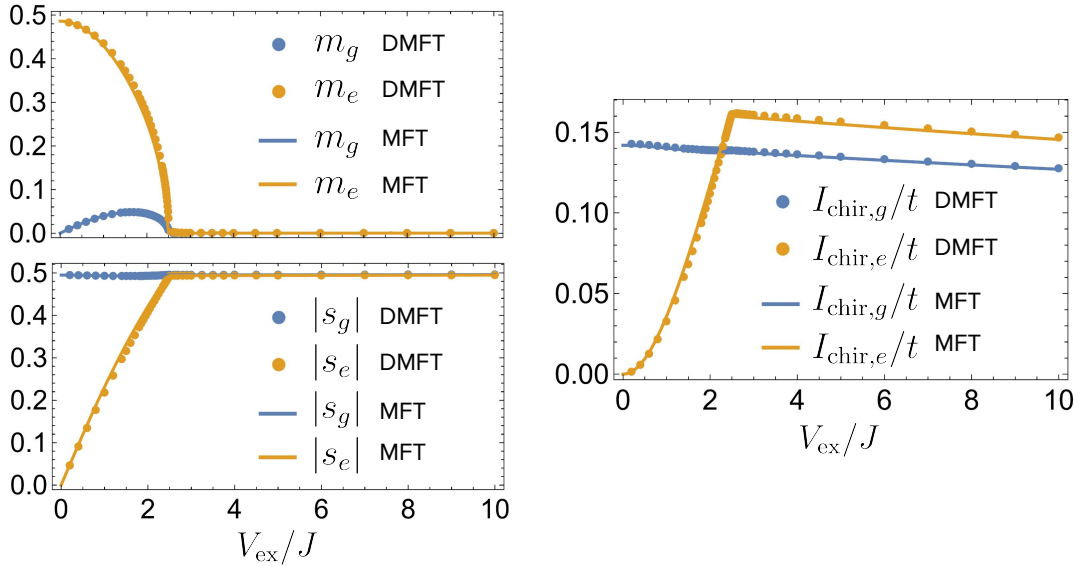 0.5
0.4
0.3
0.2
0.1
0.0
m_g DMFT
m_e DMFT
m_g MFT
m_e MFT
0.5
0.4
0.3
0.2
0.1
0.0
|s_g| DMFT
|s_e| DMFT
|s_g| MFT
|s_e| MFT
0 2 4 6 8 10
V_ex/J
0.15
0.10
0.05
0.00
I_chir,g/t DMFT
I_chir,e/t DMFT
I_chir,g/t MFT
I_chir,e/t MFT
0 2 4 6 8 10
V_ex/J